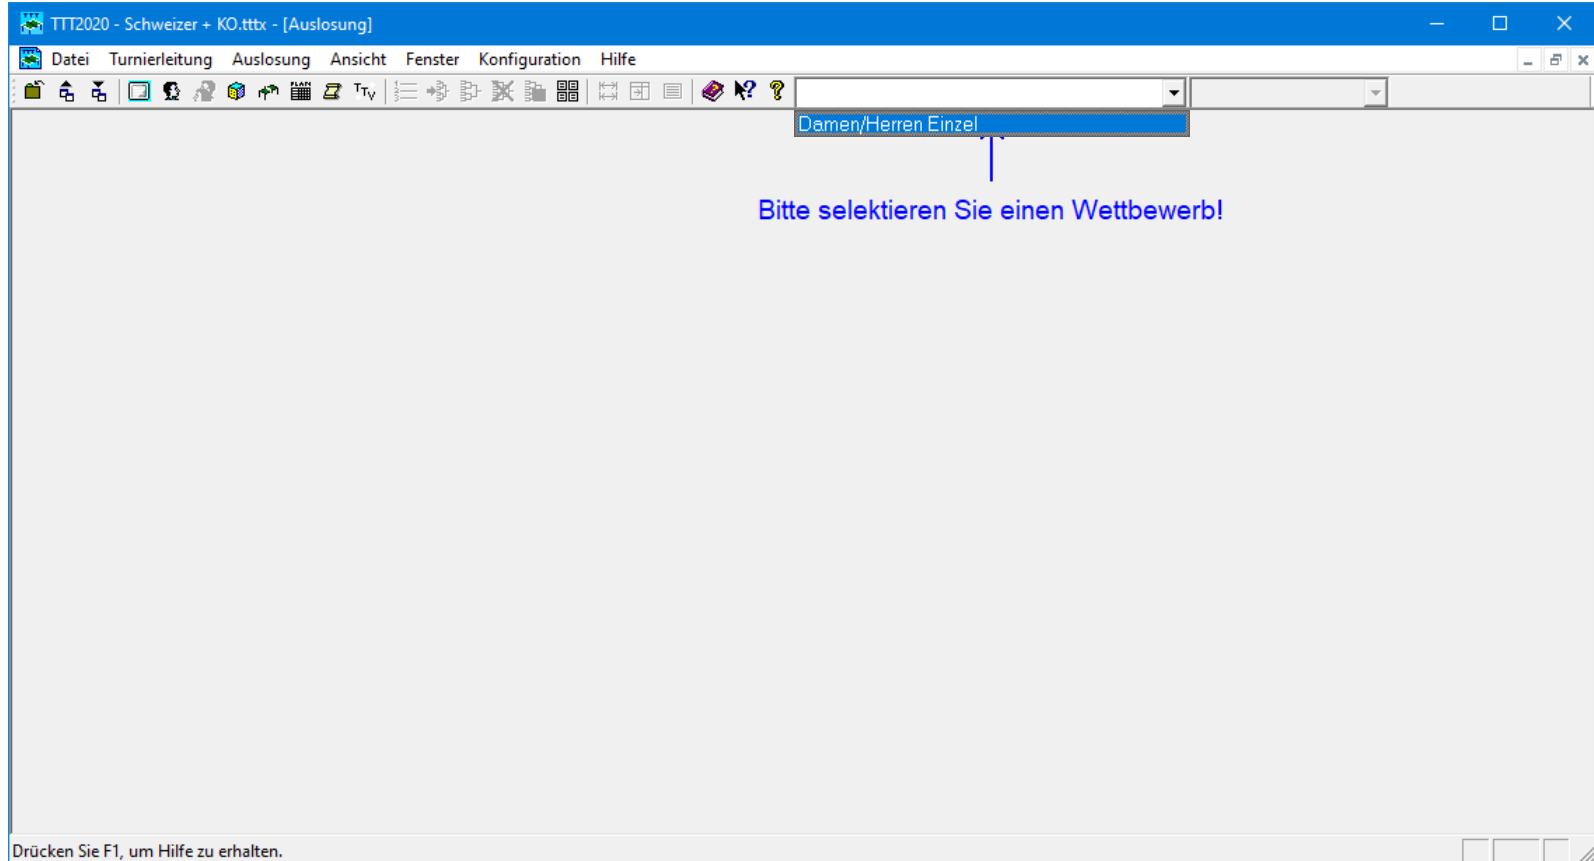 TTT2020 - Schweizer + KO.tttx - [Auslosung]
Datei Turnierleitung Auslosung Ansicht Fenster Konfiguration Hilfe
Damen/Herren Einzel
Bitte selektieren Sie einen Wettbewerb!
Drücken Sie F1, um Hilfe zu erhalten.